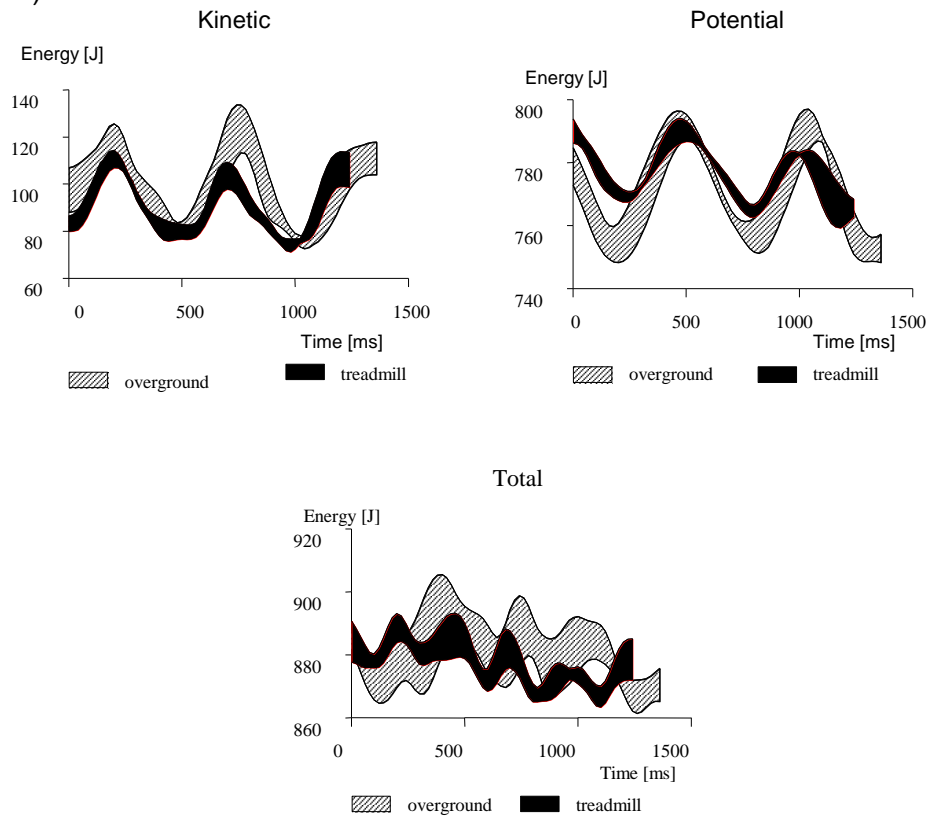 )
Kinetic
Energy [J]
140
120
100
80
60
0 500 1000 1500
Time [ms]
overground treadmill
Potential
Energy [J]
800
780
760
740
0 500 1000 1500
Time [ms]
overground treadmill
Total
Energy [J]
920
900
880
860
0 500 1000 1500
Time [ms]
overground treadmill